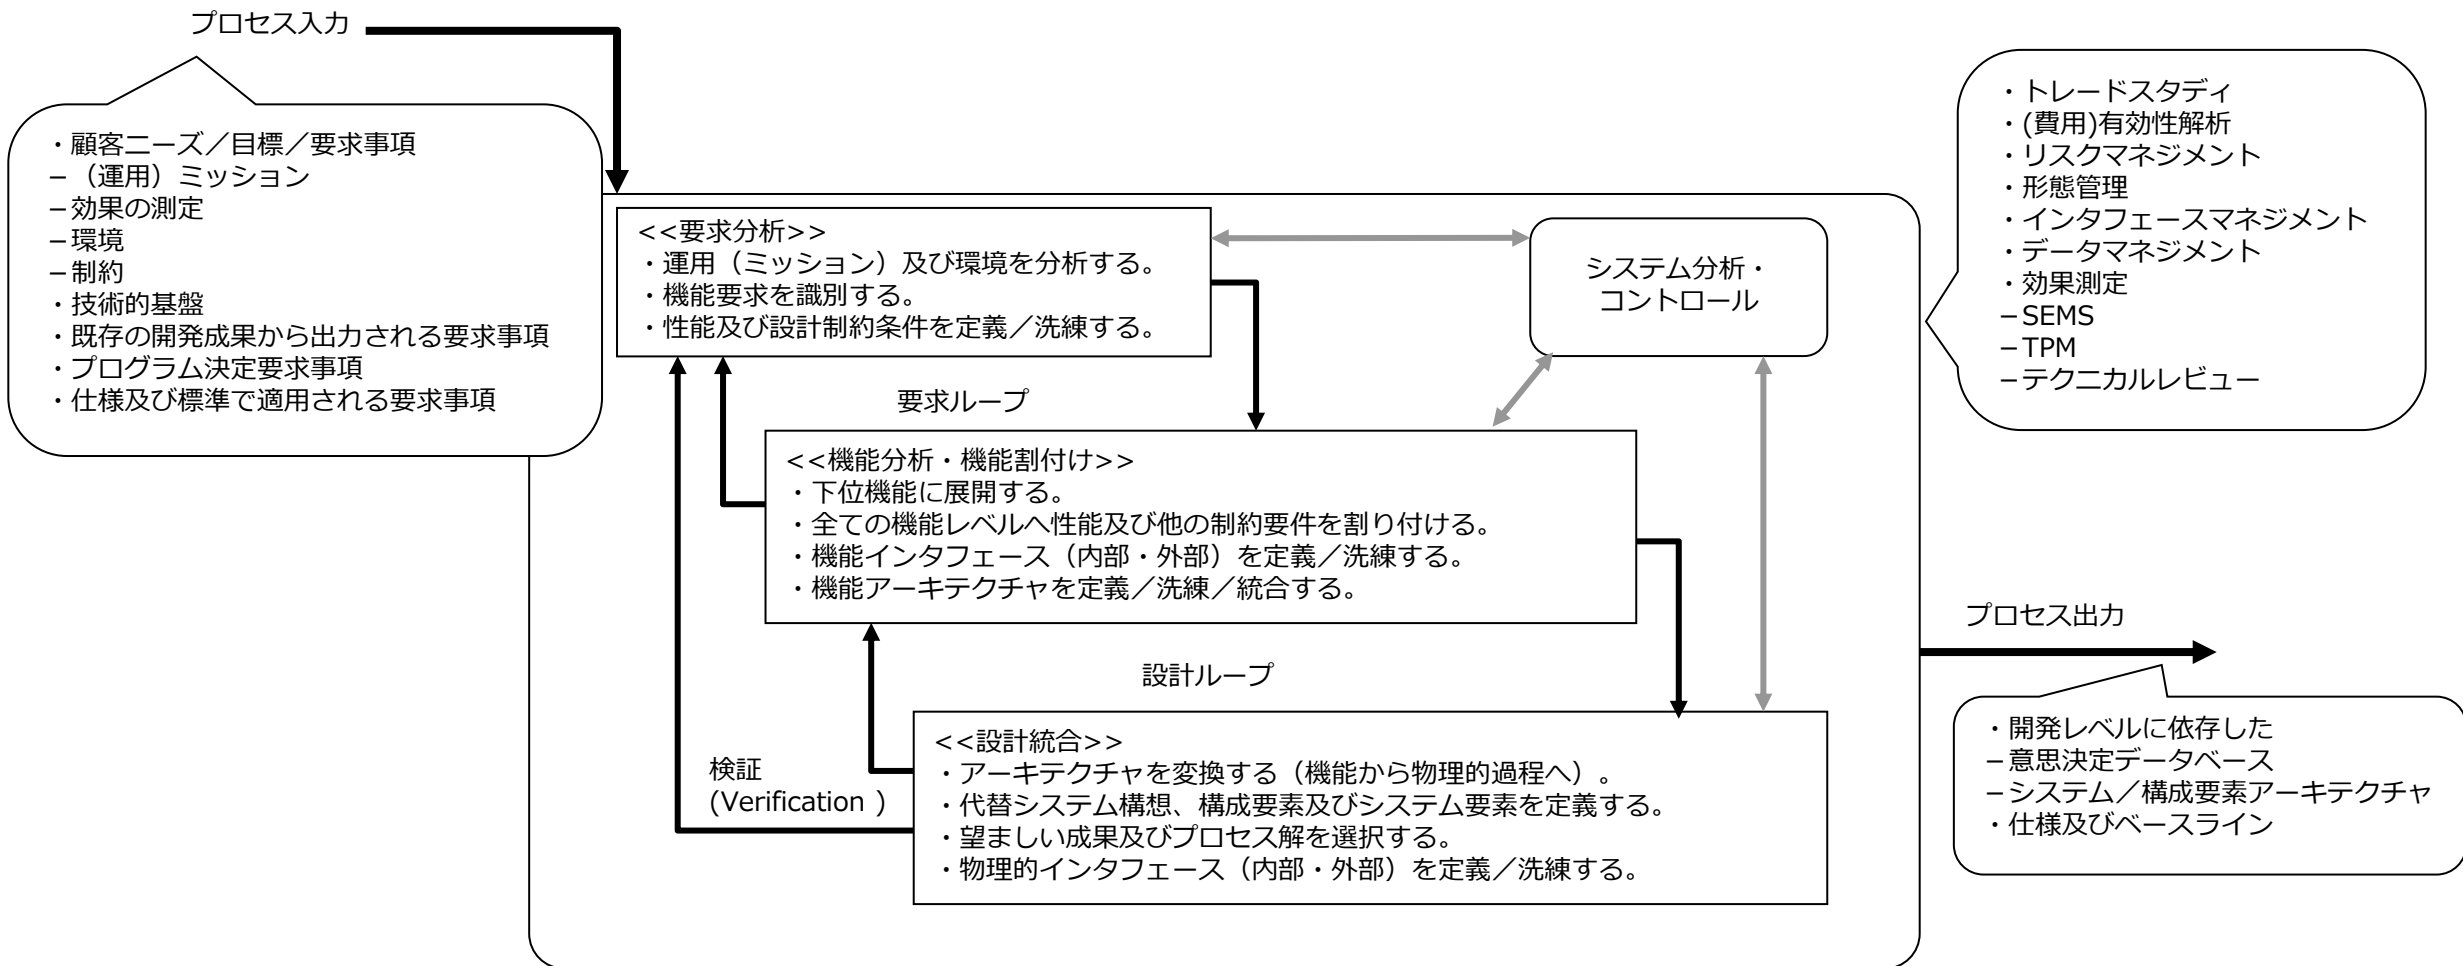 プロセス入力
・顧客ニーズ／目標／要求事項
－（運用）ミッション
－効果の測定
－環境
－制約
・技術的基盤
・既存の開発成果から出力される要求事項
・プログラム決定要求事項
・仕様及び標準で適用される要求事項
<<要求分析>>
・運用（ミッション）及び環境を分析する。
・機能要求を識別する。
・性能及び設計制約条件を定義／洗練する。
システム分析・
コントロール
・トレードスタディ
・(費用)有効性解析
・リスクマネジメント
・形態管理
・インタフェースマネジメント
・データマネジメント
・効果測定
－SEMS
－TPM
－テクニカルレビュー
要求ループ
<<機能分析・機能割付け>>
・下位機能に展開する。
・全ての機能レベルへ性能及び他の制約要件を割り付ける。
・機能インタフェース（内部・外部）を定義／洗練する。
・機能アーキテクチャを定義／洗練／統合する。
設計ループ
検証
(Verification )
<<設計統合>>
・アーキテクチャを変換する（機能から物理的過程へ）。
・代替システム構想、構成要素及びシステム要素を定義する。
・望ましい成果及びプロセス解を選択する。
・物理的インタフェース（内部・外部）を定義／洗練する。
プロセス出力
・開発レベルに依存した
－意思決定データベース
－システム／構成要素アーキテクチャ
・仕様及びベースライン